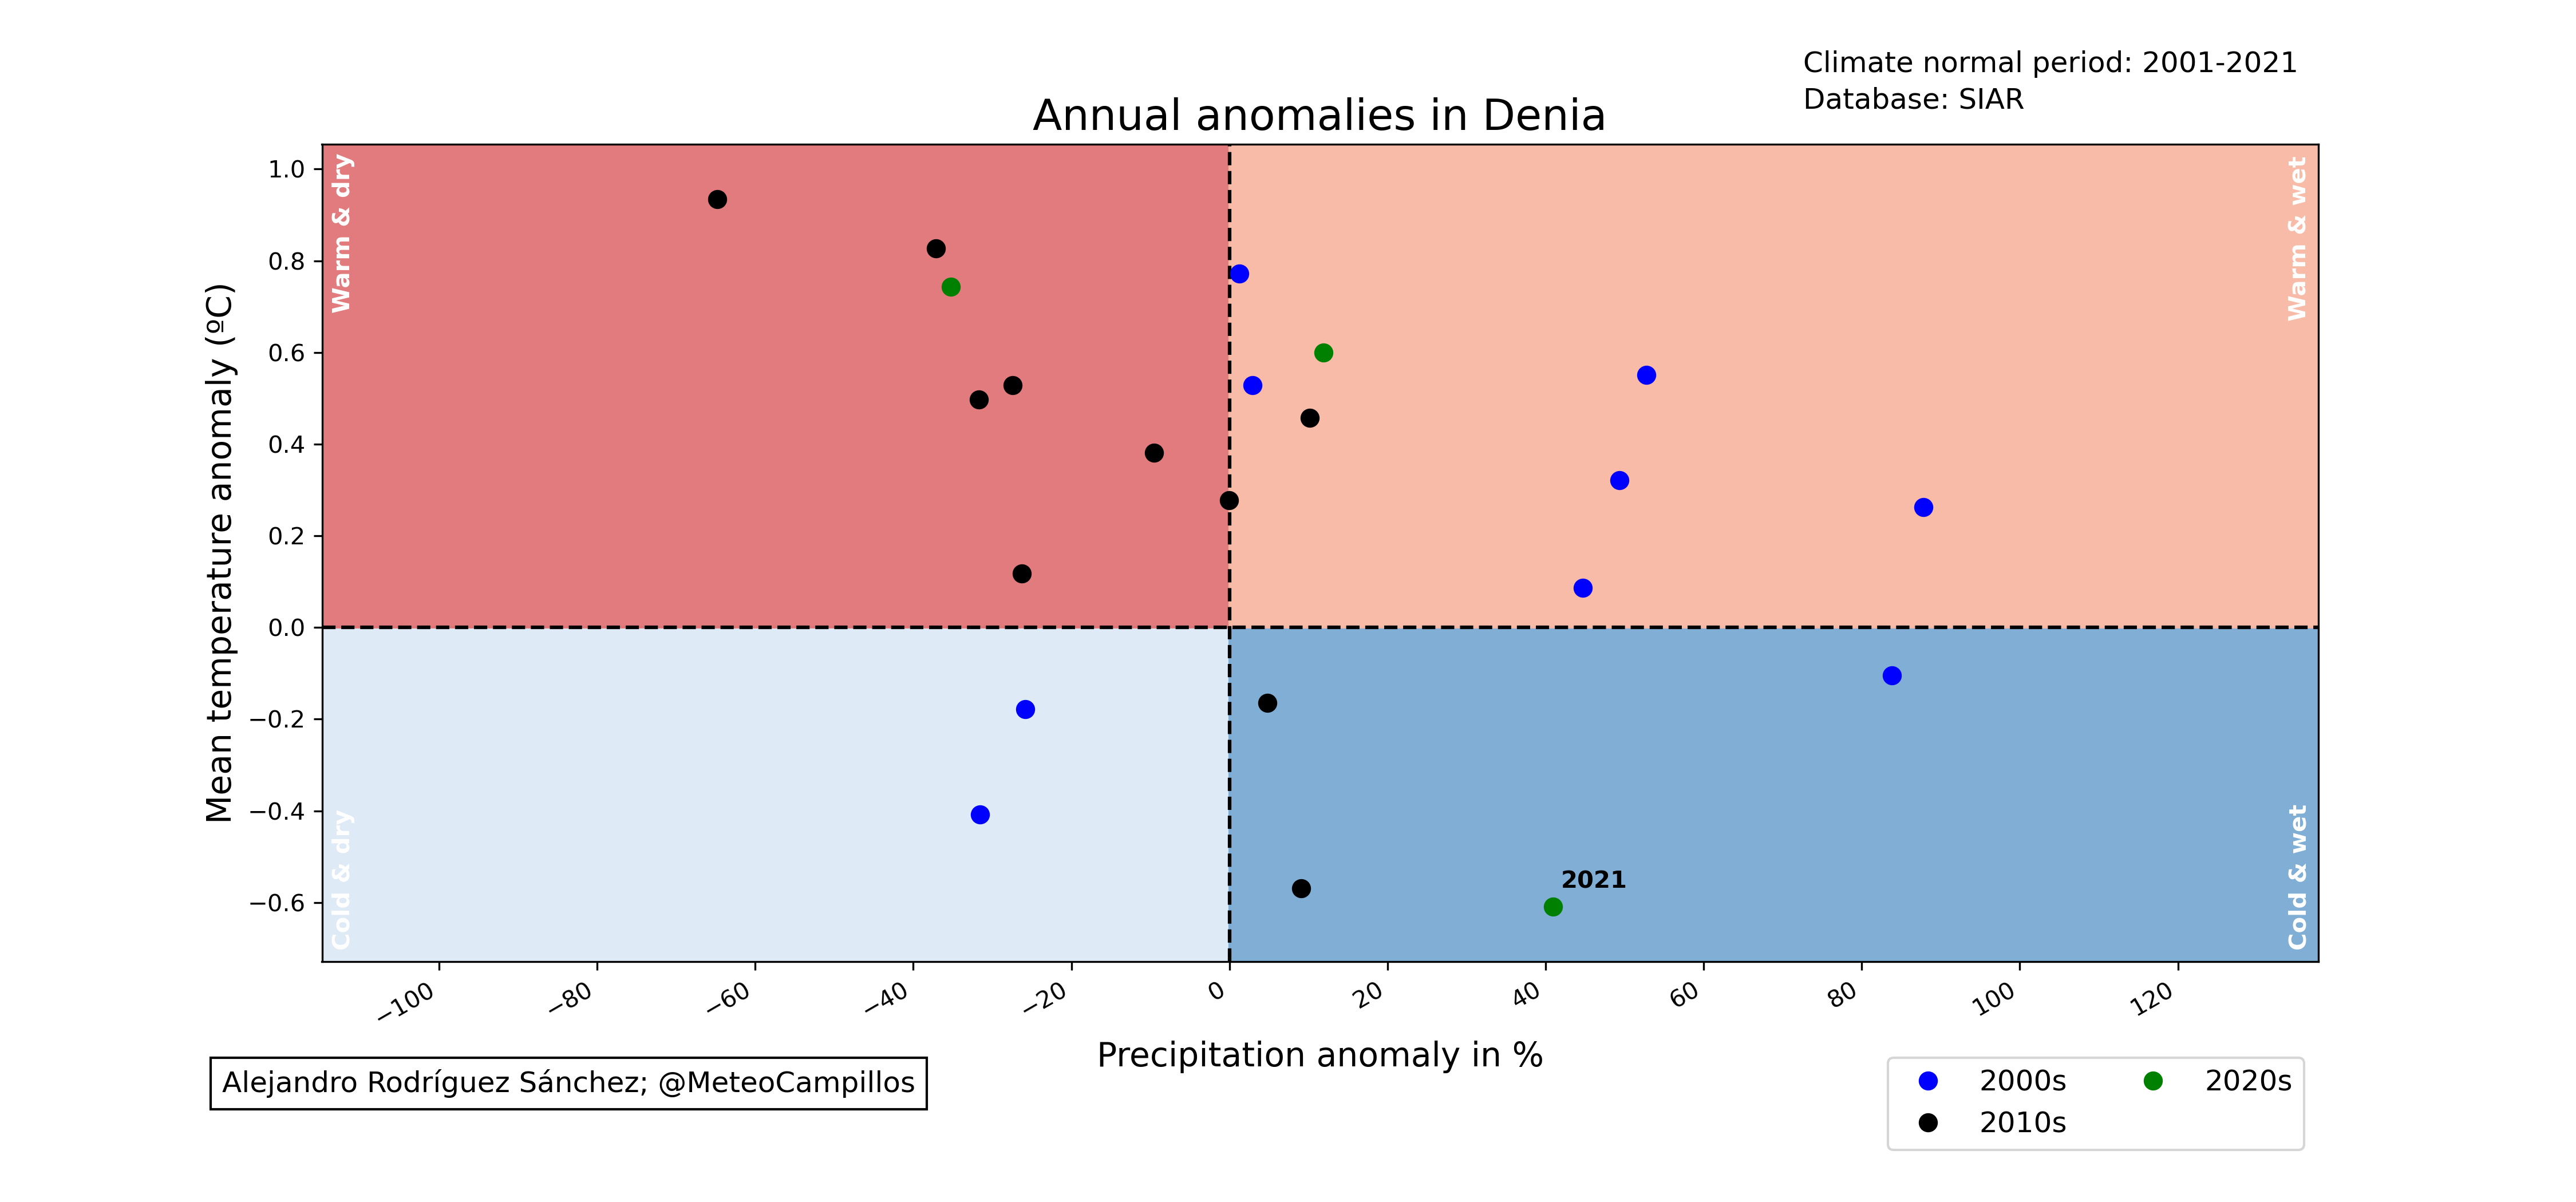 Climate normal period: 2001-2021
Database: SIAR
Annual anomalies in Denia
Warm & dry
Warm & wet
Cold & dry
Cold & wet
Mean temperature anomaly (ºC)
1.0
0.8
0.6
0.4
0.2
0.0
−0.2
−0.4
−0.6
2021
−100
−80
−60
−40
−20
0
20
40
60
80
100
120
Precipitation anomaly in %
Alejandro Rodríguez Sánchez; @MeteoCampillos
2000s
2010s
2020s